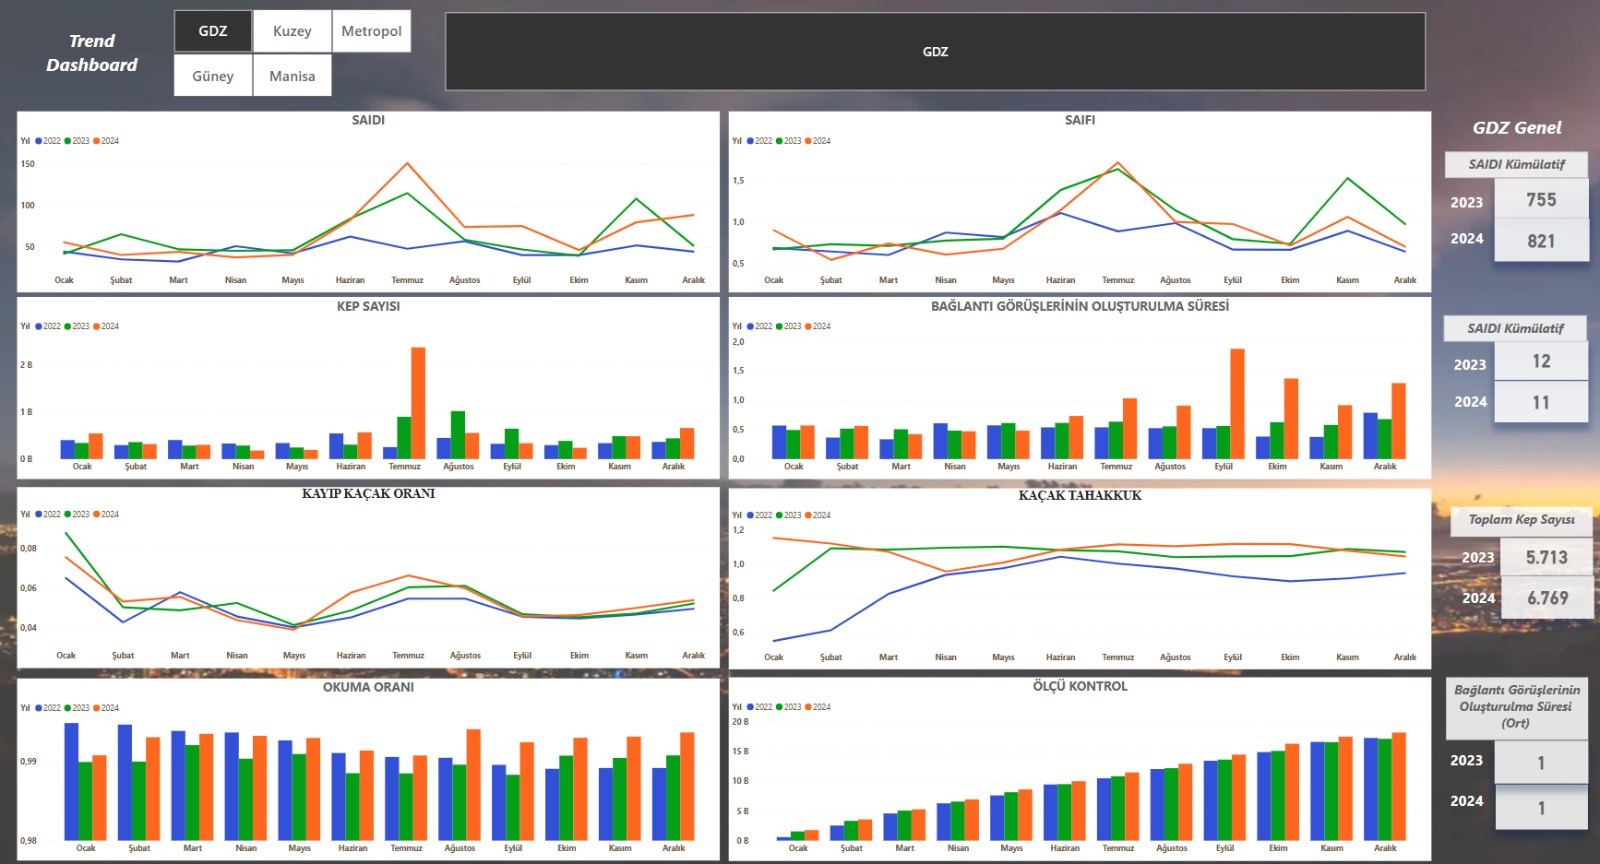 Trend
Dashboard
GDZ
Kuzey
Metropol
Güney
Manisa
GDZ
SAIDI
Yıl 2022 2023 2024
150
100
50
Ocak Şubat Mart Nisan Mayıs Haziran Temmuz Ağustos Eylül Ekim Kasım Aralık
SAIFI
Yıl 2022 2023 2024
1,5
1,0
0,5
Ocak Şubat Mart Nisan Mayıs Haziran Temmuz Ağustos Eylül Ekim Kasım Aralık
GDZ Genel
SAIDI Kümülatif
2023 755
2024 821
KEP SAYISI
Yıl 2022 2023 2024
2 B
1 B
0 B
Ocak Şubat Mart Nisan Mayıs Haziran Temmuz Ağustos Eylül Ekim Kasım Aralık
BAĞLANTI GÖRÜŞLERİNİN OLUŞTURULMA SÜRESİ
Yıl 2022 2023 2024
2,0
1,5
1,0
0,5
0,0
Ocak Şubat Mart Nisan Mayıs Haziran Temmuz Ağustos Eylül Ekim Kasım Aralık
SAIDI Kümülatif
2023 12
2024 11
KAYIP KAÇAK ORANI
Yıl 2022 2023 2024
0,08
0,06
0,04
Ocak Şubat Mart Nisan Mayıs Haziran Temmuz Ağustos Eylül Ekim Kasım Aralık
KAÇAK TAHAKKUK
Yıl 2022 2023 2024
1,2
1,0
0,8
0,6
Ocak Şubat Mart Nisan Mayıs Haziran Temmuz Ağustos Eylül Ekim Kasım Aralık
Toplam Kep Sayısı
2023 5.713
2024 6.769
OKUMA ORANI
Yıl 2022 2023 2024
0,99
0,98
Ocak Şubat Mart Nisan Mayıs Haziran Temmuz Ağustos Eylül Ekim Kasım Aralık
ÖLÇÜ KONTROL
Yıl 2022 2023 2024
20 B
15 B
10 B
5 B
0 B
Ocak Şubat Mart Nisan Mayıs Haziran Temmuz Ağustos Eylül Ekim Kasım Aralık
Bağlantı Görüşlerinin
Oluşturulma Süresi
(Ort)
2023 1
2024 1